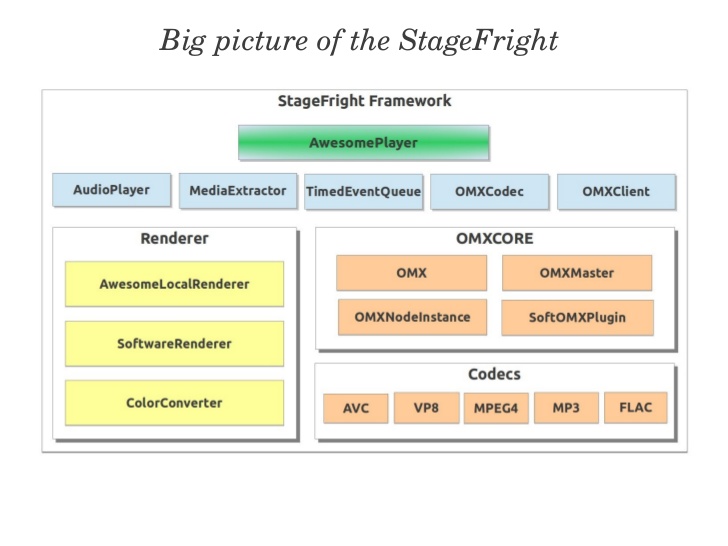 Big picture of the StageFright
StageFright Framework
AwesomePlayer
AudioPlayer
MediaExtractor
TimedEventQueue
OMXCodec
OMXClient
Renderer
AwesomeLocalRenderer
SoftwareRenderer
ColorConverter
OMXCORE
OMX
OMXMaster
OMXNodeInstance
SoftOMXPlugin
Codecs
AVC
VP8
MPEG4
MP3
FLAC